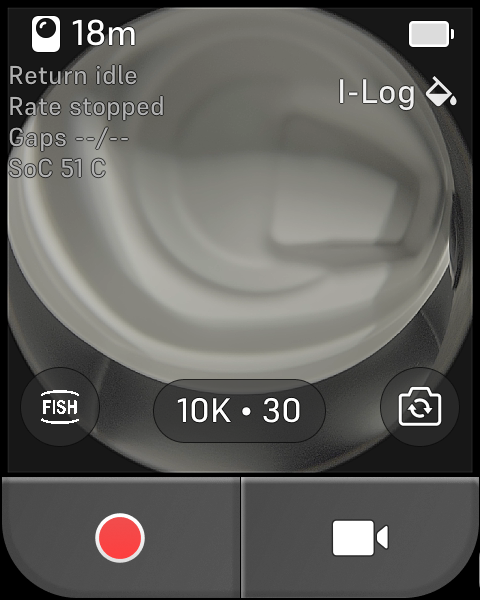 18m
Return idle
Rate stopped
Gaps --/--
SoC 51 C
I-Log
FISH
10K • 30